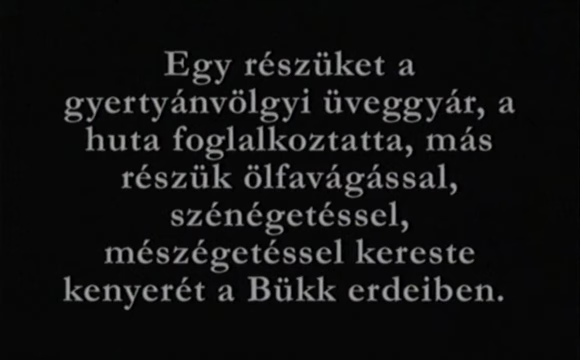 Egy részüket a
gyertyánvölgyi üveggyár, a
huta foglalkoztatta, más
részük ölfavágással,
szénégetéssel,
mészégetéssel kereste
kenyerét a Bükk erdeiben.